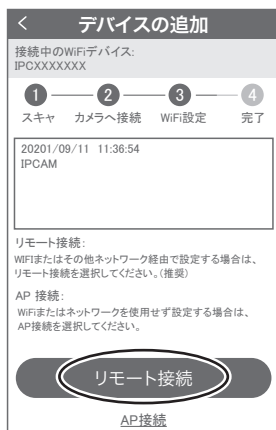 < デバイスの追加
接続中のWiFiデバイス:
IPCXXXXXXX
1 2 3 4
スキャ カメラへ接続 WiFi設定 完了
20201/09/11 11:36:54
IPCAM
リモート接続:
WIFIまたはその他ネットワーク経由で設定する場合は、
リモート接続を選択してください。(推奨)
AP 接続:
WiFiまたはネットワークを使用せず設定する場合は、
AP接続を選択してください。
リモート接続
AP接続